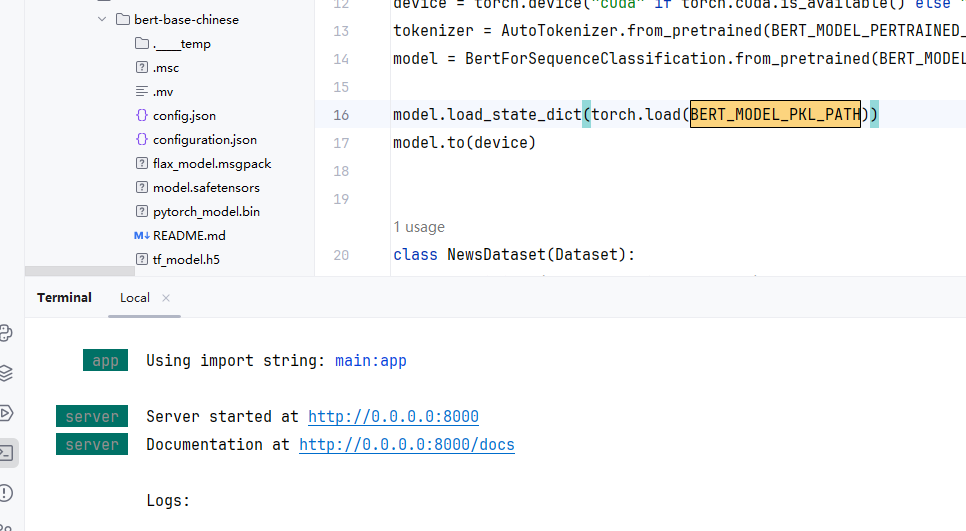 bert-base-chinese
.____temp
.msc
.mv
config.json
configuration.json
flax_model.msgpack
model.safetensors
pytorch_model.bin
README.md
tf_model.h5
12 device = torch.device("cuda" if torch.cuda.is_available() else "
13 tokenizer = AutoTokenizer.from_pretrained(BERT_MODEL_PERTRAINED_
14 model = BertForSequenceClassification.from_pretrained(BERT_MODEL
15
16 model.load_state_dict(torch.load(BERT_MODEL_PKL_PATH))
17 model.to(device)
18
19
1 usage
20 class NewsDataset(Dataset):
Terminal Local ×
app Using import string: main:app
server Server started at http://0.0.0.0:8000
server Documentation at http://0.0.0.0:8000/docs
Logs: